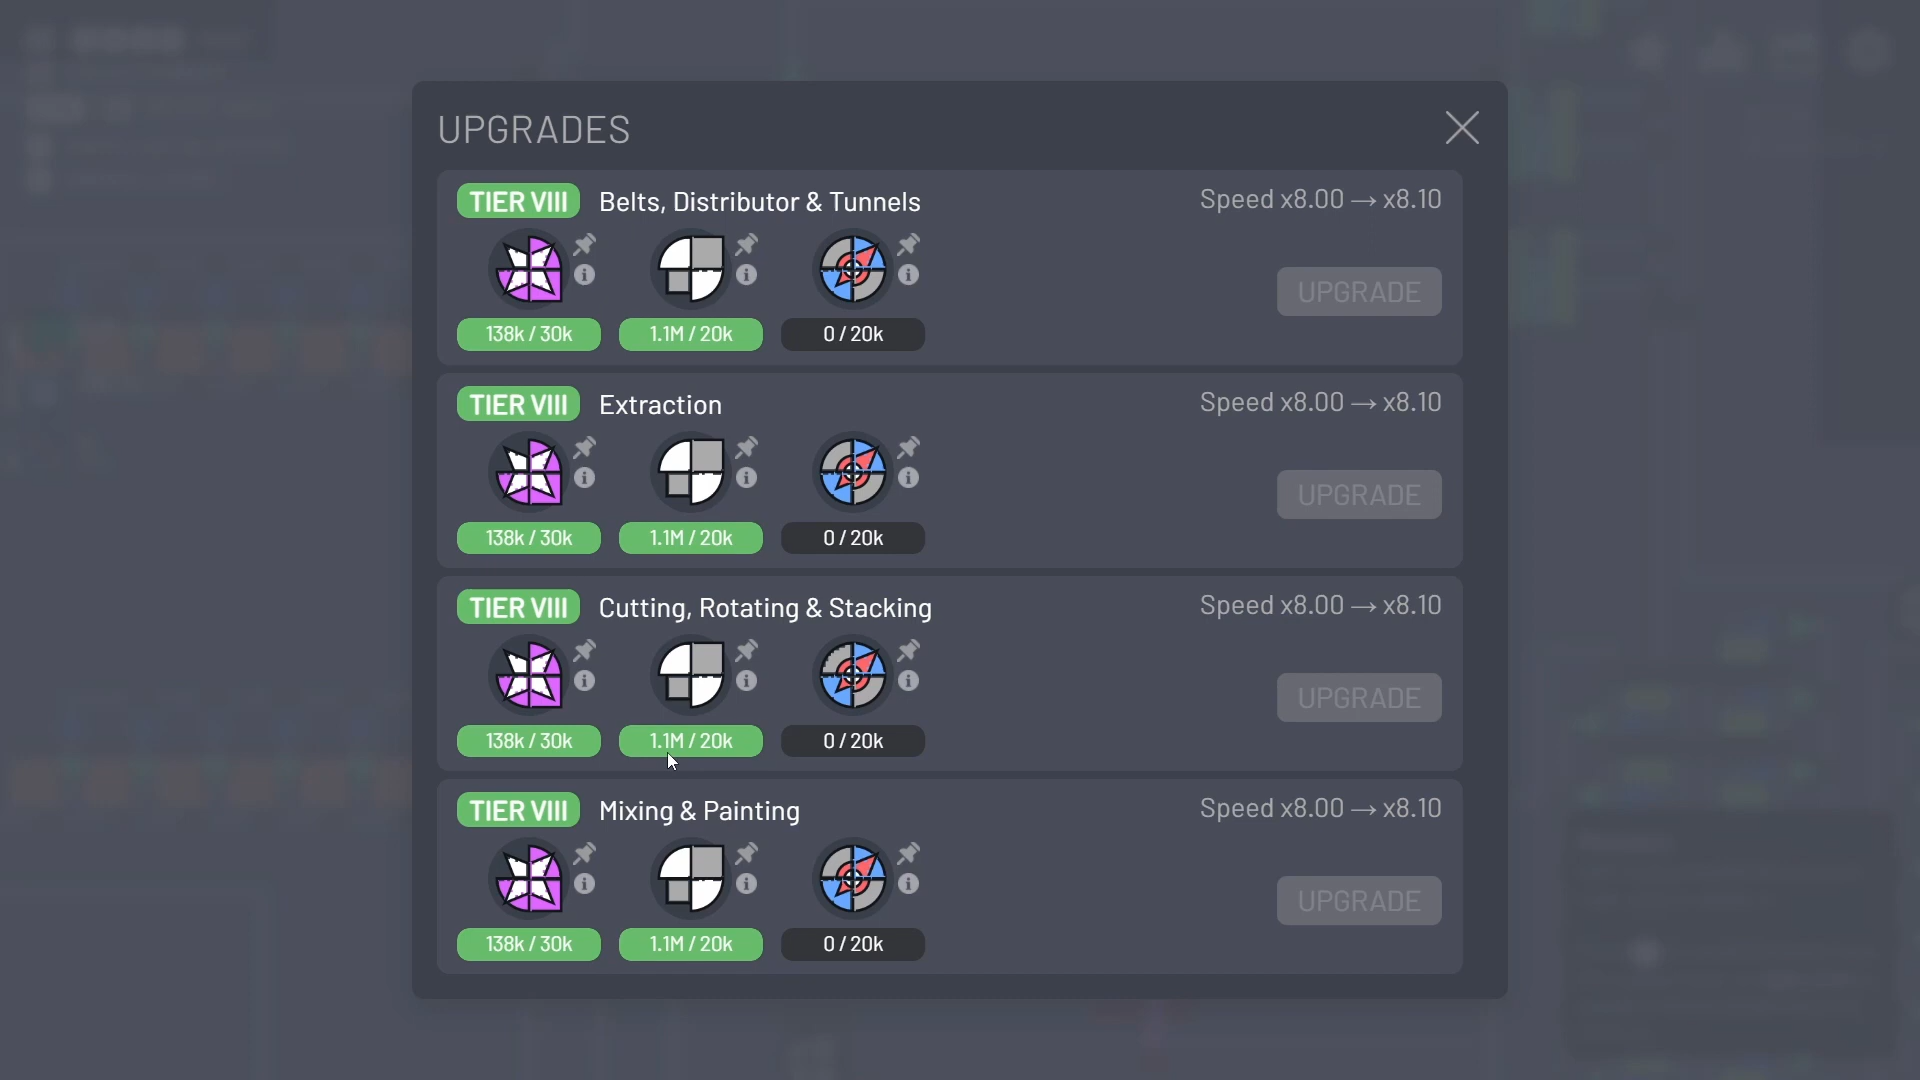 UPGRADES
TIER VIII Belts, Distributor & Tunnels Speed x8.00 → x8.10
UPGRADE
138k / 30k 1.1M / 20k 0 / 20k
TIER VIII Extraction Speed x8.00 → x8.10
UPGRADE
138k / 30k 1.1M / 20k 0 / 20k
TIER VIII Cutting, Rotating & Stacking Speed x8.00 → x8.10
UPGRADE
138k / 30k 1.1M / 20k 0 / 20k
TIER VIII Mixing & Painting Speed x8.00 → x8.10
UPGRADE
138k / 30k 1.1M / 20k 0 / 20k